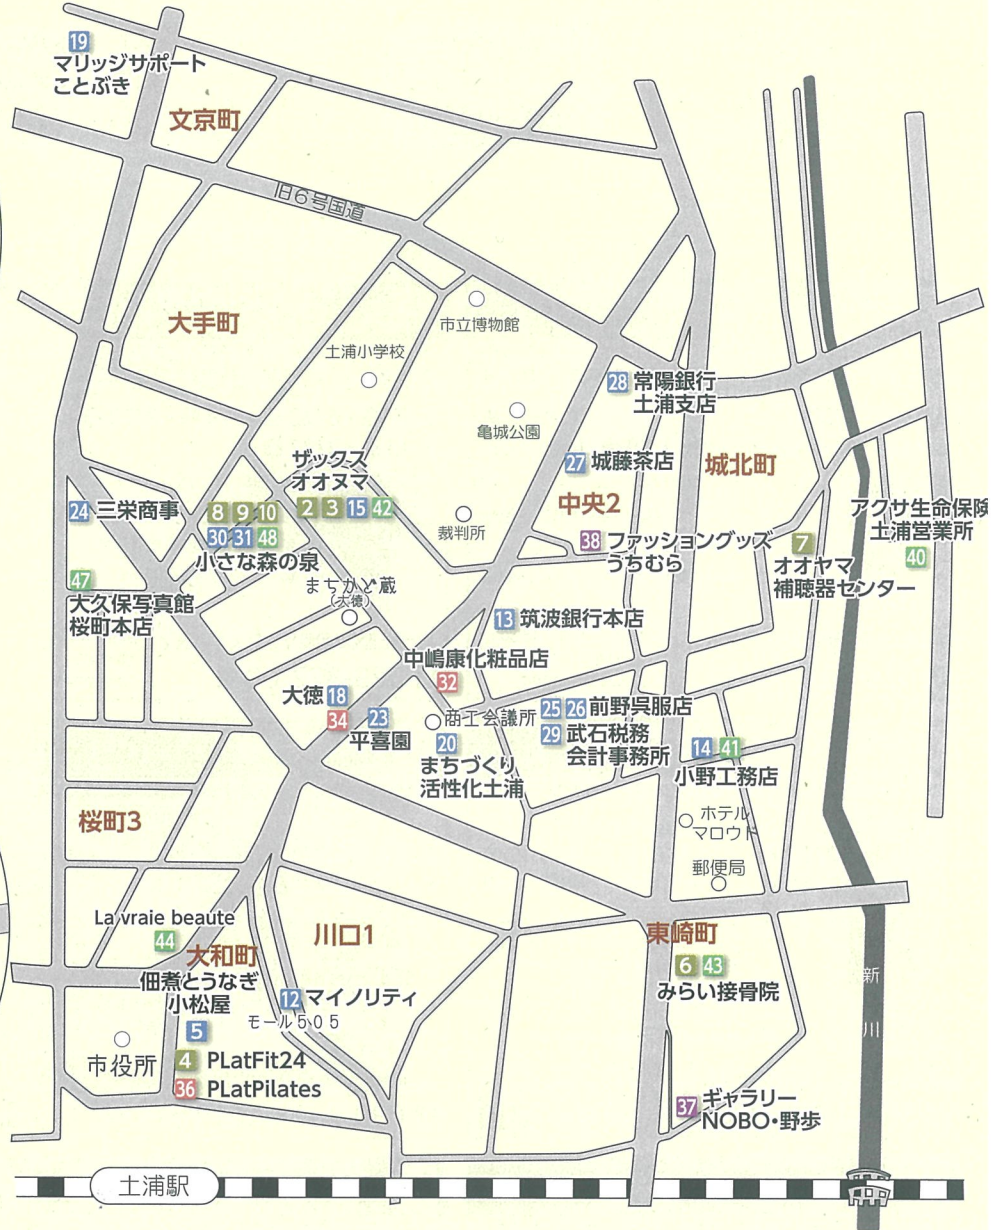 19
マリッジサポート
ことぶき
文京町
旧6号国道
大手町
市立博物館
土浦小学校
亀城公園
28 常陽銀行
土浦支店
27 城藤茶店
城北町
中央2
ザックス
オオヌマ
2 3 15 42
24 三栄商事
8 9 10
30 31 48
小さな森の泉
裁判所
38 ファッショングッズ
うちむら
7
オオヤマ
補聴器センター
アクサ生命保険
土浦営業所
40
47
大久保写真館
桜町本店
まちかど蔵
(大徳)
13 筑波銀行本店
中嶋康化粧品店
32
大徳 18
34
23
平喜園
商工会議所
20
まちづくり
活性化土浦
25 26 前野呉服店
29 武石税務
会計事務所
14 41
小野工務店
桜町3
ホテル
マロウド
郵便局
La vraie beaute
44
大和町
川口1
東崎町
6 43
みらい接骨院
佃煮とうなぎ
小松屋
5
12 マイノリティ
モール505
新川
市役所
4 PLatFit24
36 PLatPilates
37 ギャラリー
NOBO・野歩
土浦駅